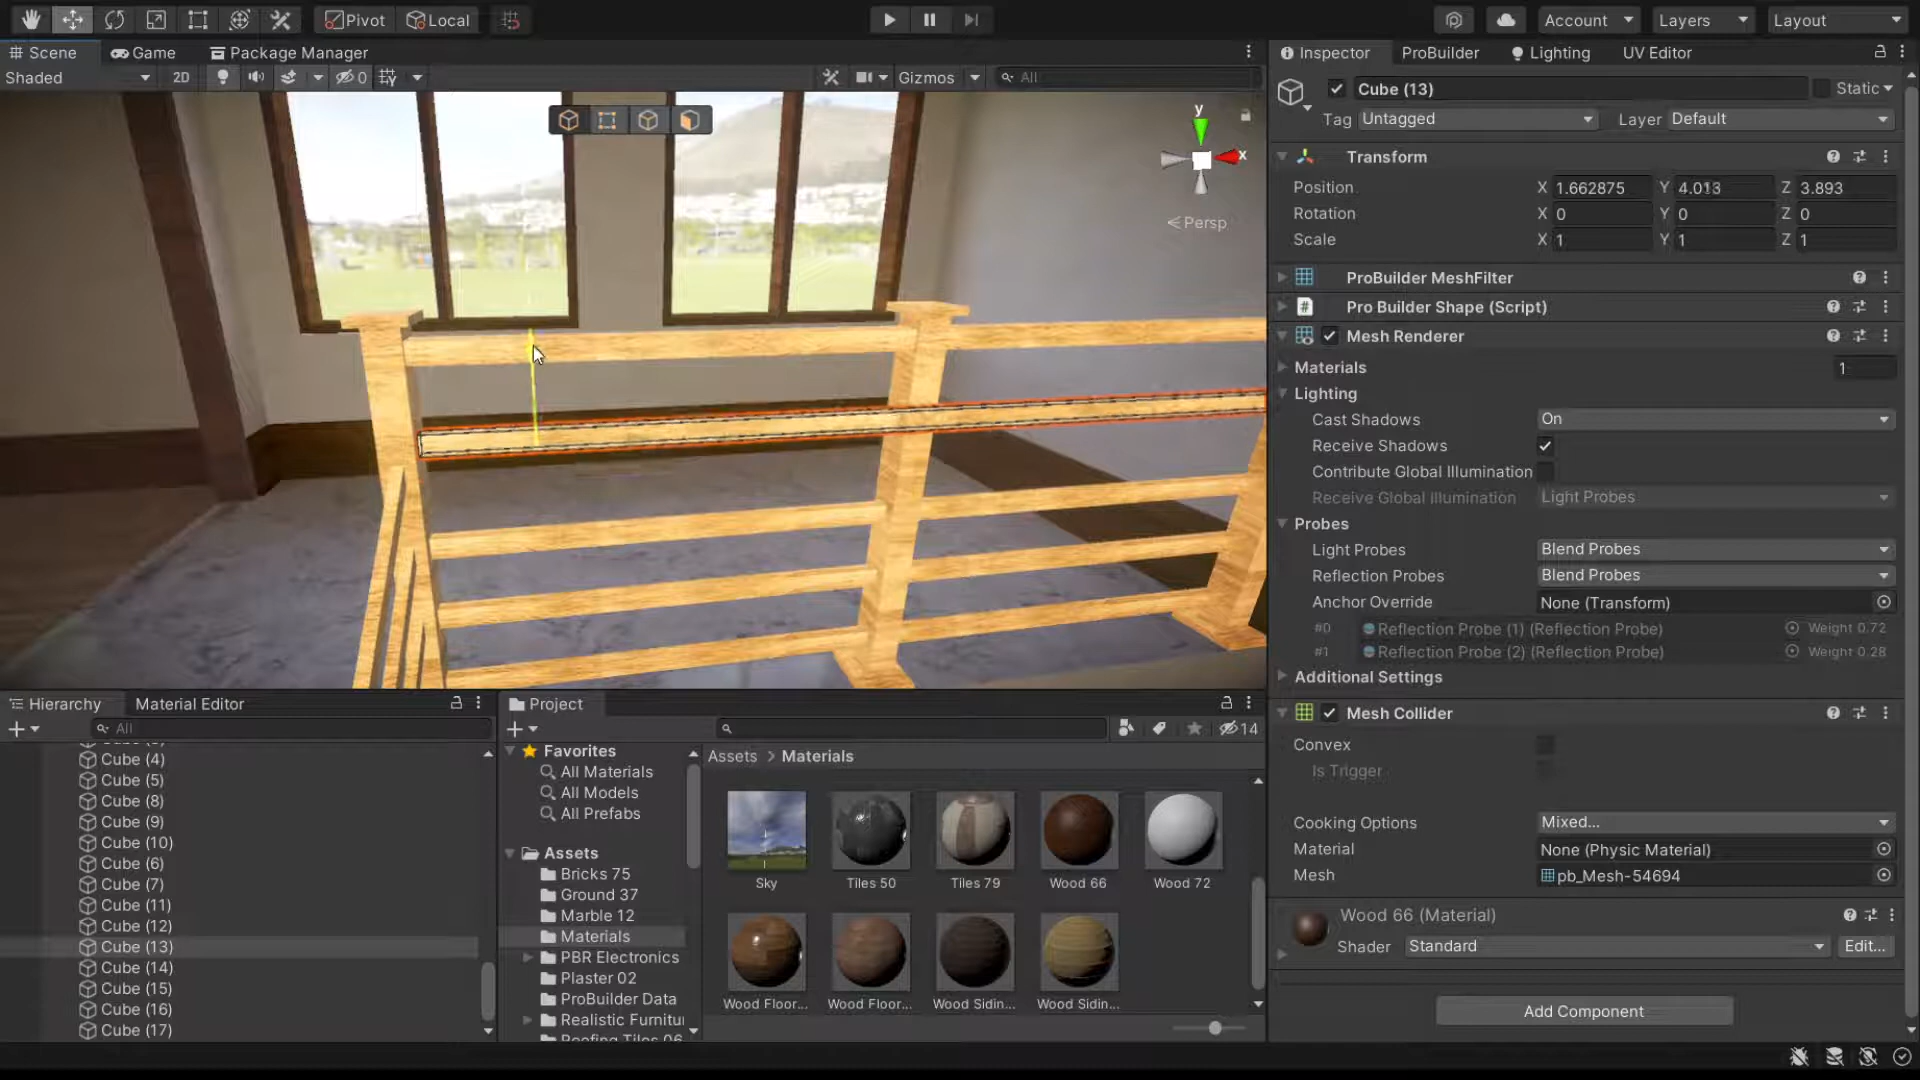 Pivot Local Account Layers Layout
Scene Game Package Manager
Shaded 2D 0 Gizmos All
y
x
< Persp
Inspector ProBuilder Lighting UV Editor
Cube (13) Static
Tag Untagged Layer Default
Transform
Position X 1.662875 Y 4.013 Z 3.893
Rotation X 0 Y 0 Z 0
Scale X 1 Y 1 Z 1
ProBuilder MeshFilter
# Pro Builder Shape (Script)
Mesh Renderer
Materials 1
Lighting
Cast Shadows On
Receive Shadows
Contribute Global Illumination
Receive Global Illumination Light Probes
Probes
Light Probes Blend Probes
Reflection Probes Blend Probes
Anchor Override None (Transform)
#0 Reflection Probe (1) (Reflection Probe) Weight 0.72
#1 Reflection Probe (2) (Reflection Probe) Weight 0.28
Additional Settings
Mesh Collider
Convex
Is Trigger
Cooking Options Mixed...
Material None (Physic Material)
Mesh pb_Mesh-54694
Wood 66 (Material)
Shader Standard Edit...
Add Component
Hierarchy Material Editor
All
Cube (4)
Cube (5)
Cube (8)
Cube (9)
Cube (10)
Cube (6)
Cube (7)
Cube (11)
Cube (12)
Cube (13)
Cube (14)
Cube (15)
Cube (16)
Cube (17)
Project
14
Favorites
All Materials
All Models
All Prefabs
Assets
Bricks 75
Ground 37
Marble 12
Materials
PBR Electronics
Plaster 02
ProBuilder Data
Realistic Furnitu
Roofing Tiles 06
Assets > Materials
Sky Tiles 50 Tiles 79 Wood 66 Wood 72
Wood Floor... Wood Floor... Wood Sidin... Wood Sidin...